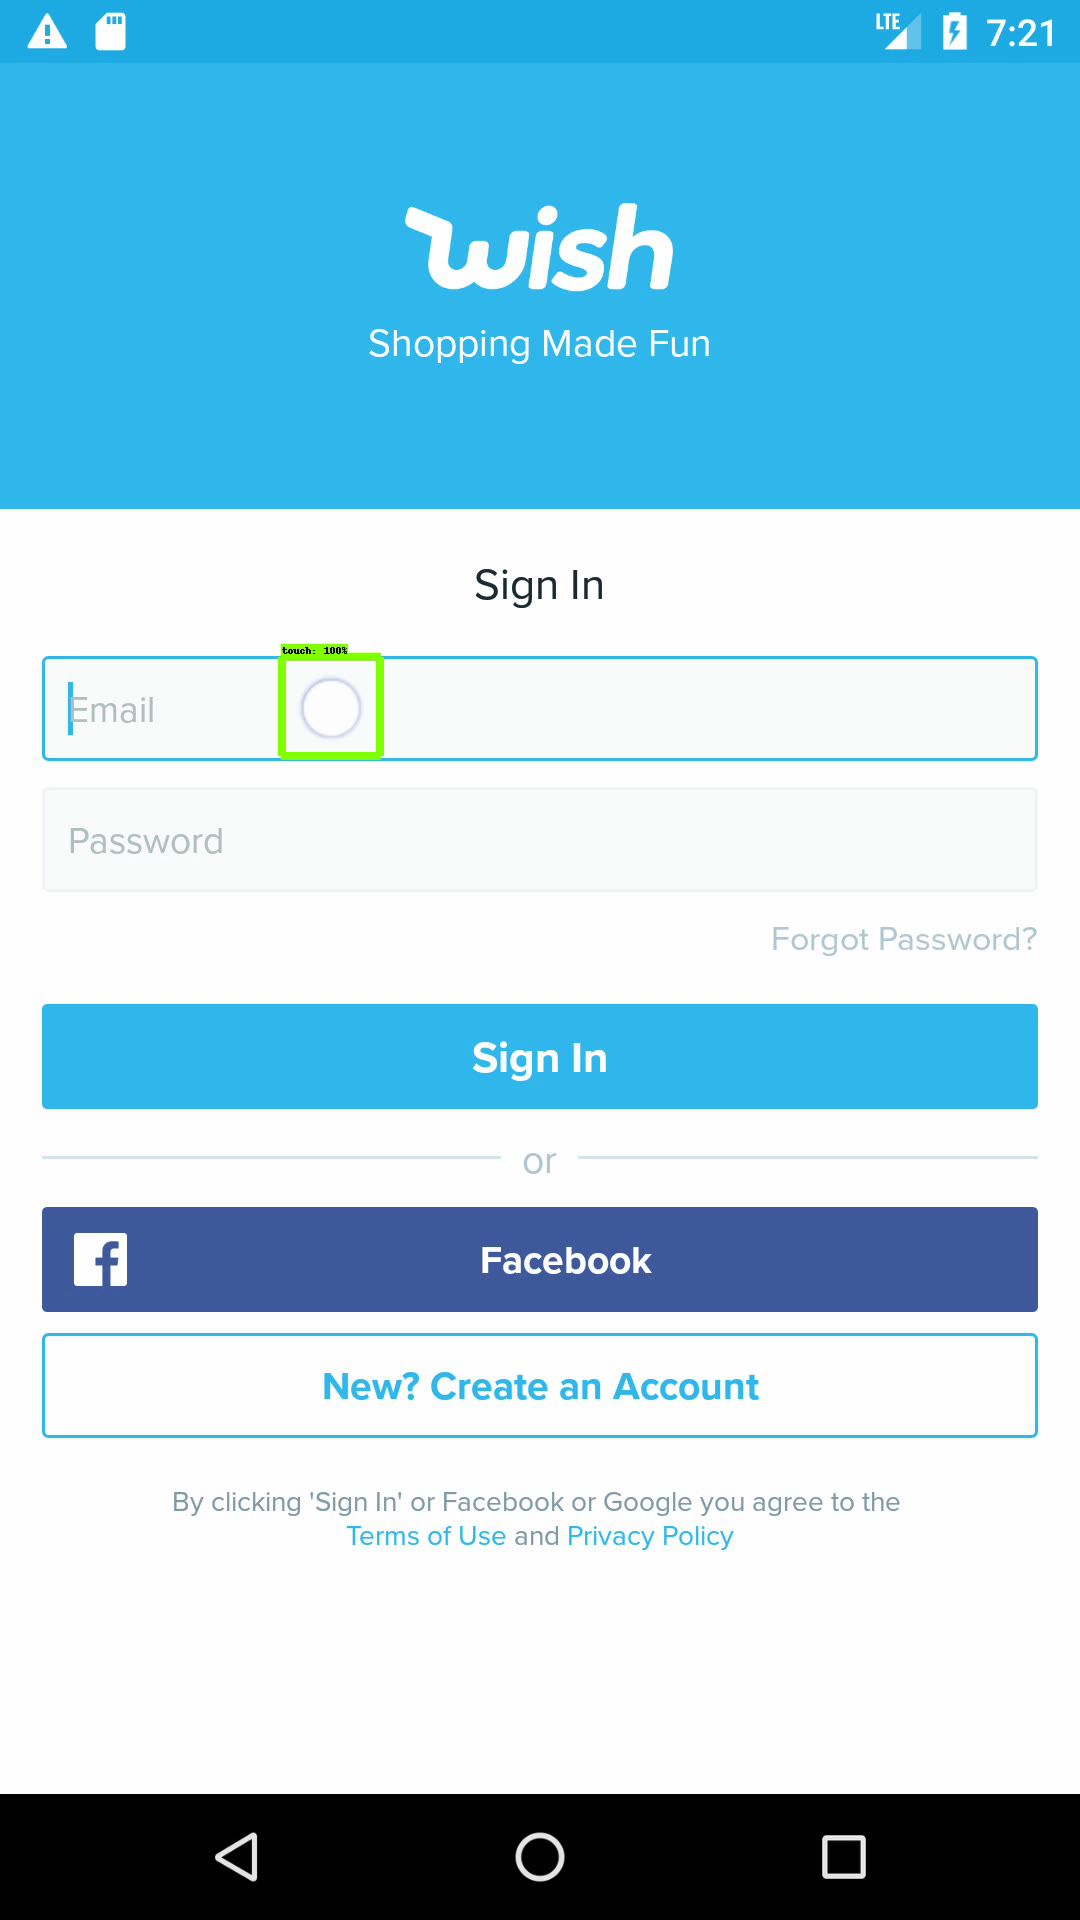 LTE 7:21
wish
Shopping Made Fun
Sign In
touch: 100%
Email
Password
Forgot Password?
Sign In
or
Facebook
New? Create an Account
By clicking 'Sign In' or Facebook or Google you agree to the
Terms of Use and Privacy Policy